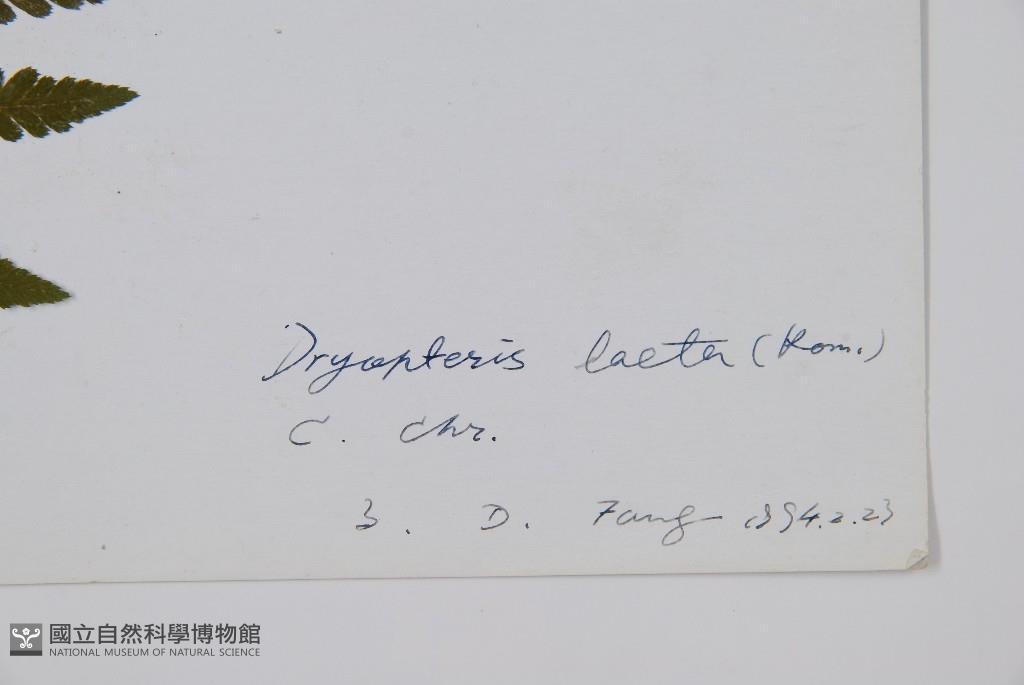 Dryopteris laeta (Kom.)
C. Chr.
B. D. Fang 1994.2.23
國立自然科學博物館
NATIONAL MUSEUM OF NATURAL SCIENCE